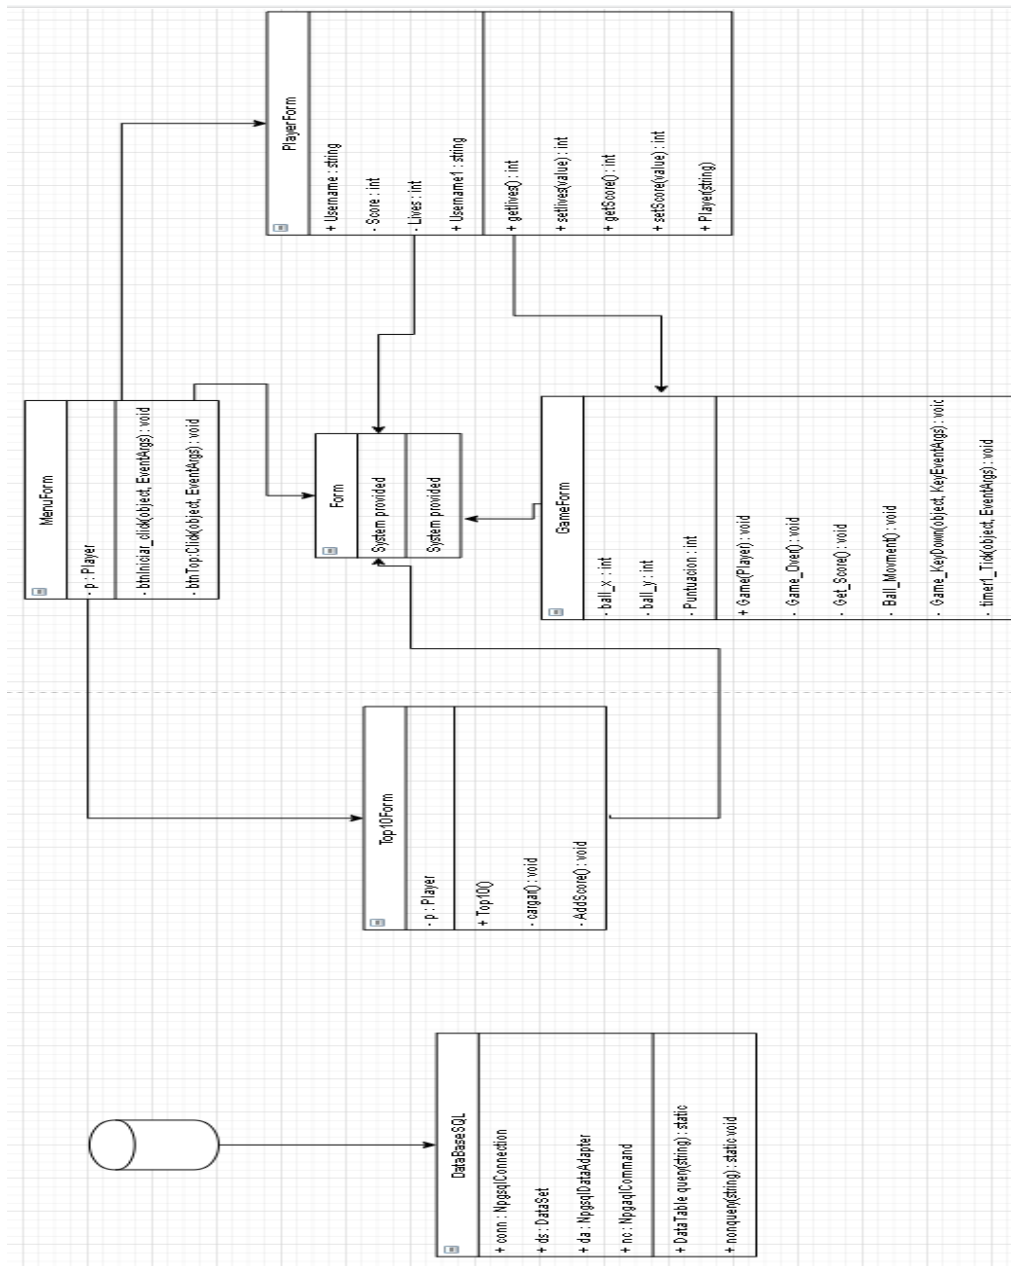 DataBaseSQL
+ conn : NpgsqlConnection
+ ds : DataSet
+ da : NpgsqlDataAdapter
+ nc : NpgaqlCommand
+ DataTable query(string) : static
+ nonquery(string) : static void
Top10Form
- p : Player
+ Top10()
- cargar() : void
- AddScore() : void
MenuForm
- p : Player
- btnIniciar_click(object, EventArgs) : void
- btnTop:Click(object, EventArgs) : void
Form
System provided
System provided
GameForm
- ball_x : int
- ball_y : int
- Puntuacion : int
+ Game(Player) : void
- Game_Over() : void
- Get_Score() : void
- Ball_Movment() : void
- Game_KeyDown(object, KeyEventArgs) : void
- timer1_Tick(object, EventArgs) : void
PlayerForm
+ Username : string
- Score : int
- Lives : int
+ Username1 : string
+ getlives() : int
+ setlives(value) : int
+ getScore() : int
+ setScore(value) : int
+ Player(string)